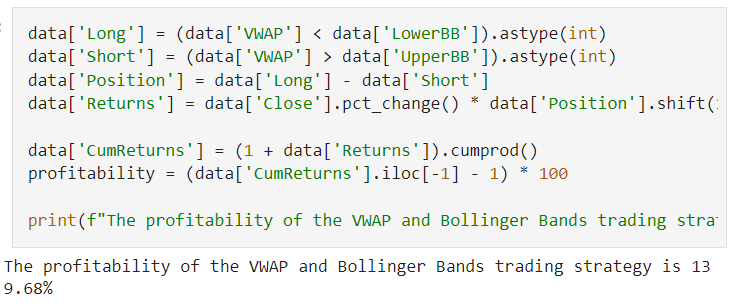 data['Long'] = (data['VWAP'] < data['LowerBB']).astype(int)
data['Short'] = (data['VWAP'] > data['UpperBB']).astype(int)
data['Position'] = data['Long'] - data['Short']
data['Returns'] = data['Close'].pct_change() * data['Position'].shift(
data['CumReturns'] = (1 + data['Returns']).cumprod()
profitability = (data['CumReturns'].iloc[-1] - 1) * 100
print(f"The profitability of the VWAP and Bollinger Bands trading stra
The profitability of the VWAP and Bollinger Bands trading strategy is 13
9.68%